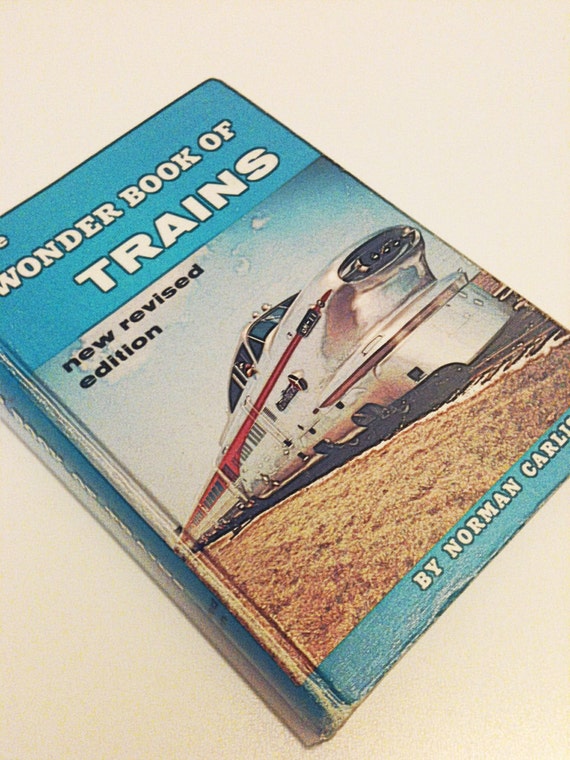 WONDER BOOK OF
TRAINS
new revised
edition
BY NORMAN